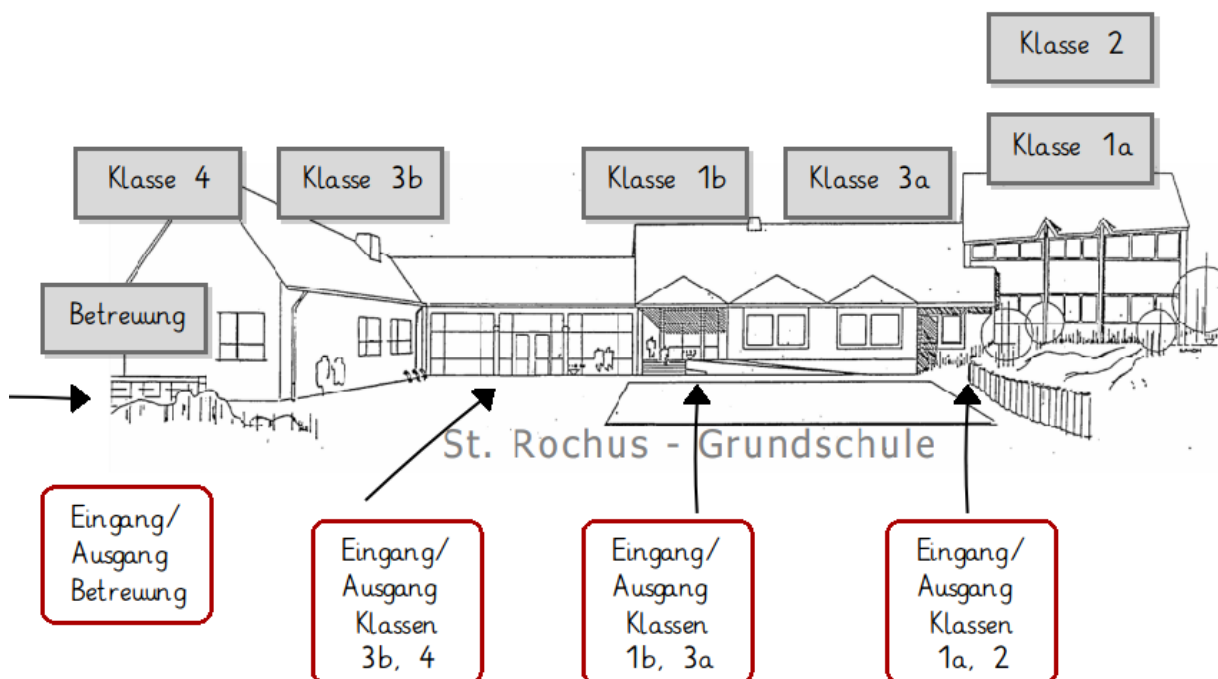 Klasse 2
Klasse 1a
Klasse 4
Klasse 3b
Klasse 1b
Klasse 3a
Betreuung
St. Rochus - Grundschule
Eingang/
Ausgang
Betreuung
Eingang/
Ausgang
Klassen
3b, 4
Eingang/
Ausgang
Klassen
1b, 3a
Eingang/
Ausgang
Klassen
1a, 2